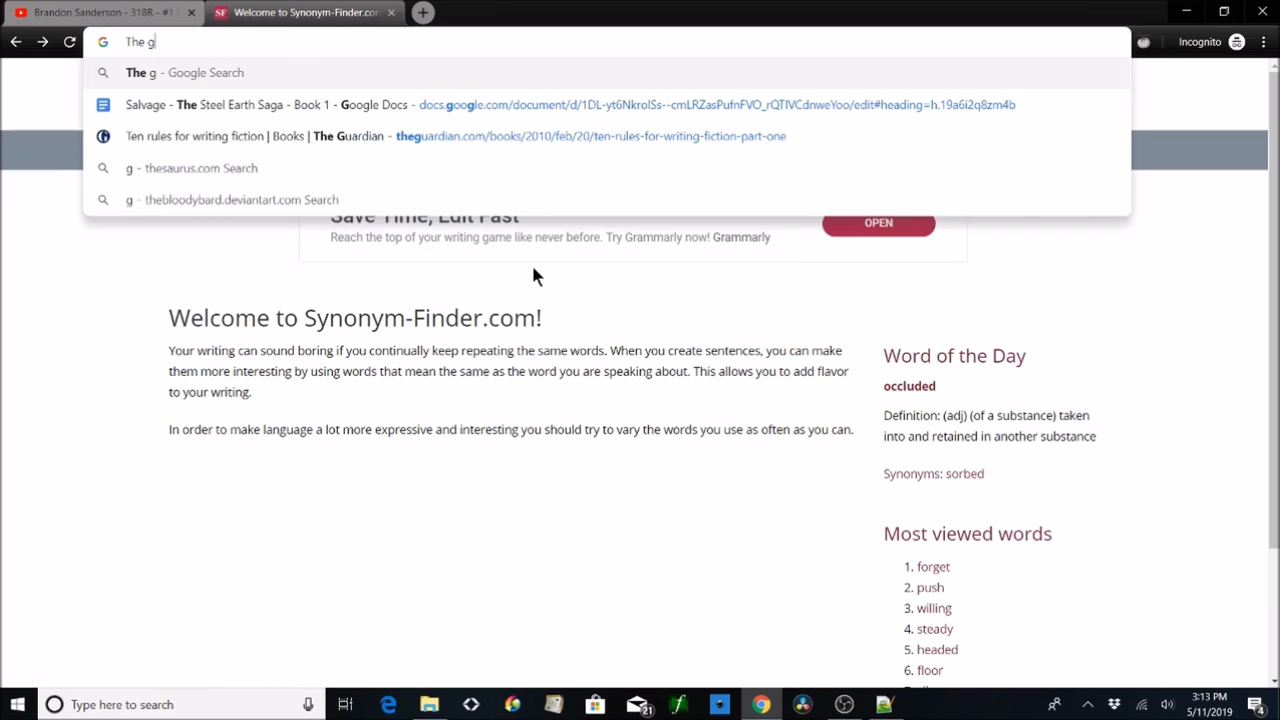 Brandon Sanderson - 318R - #1
SF Welcome to Synonym-Finder.com
The g
Incognito
The g - Google Search
Salvage - The Steel Earth Saga - Book 1 - Google Docs - docs.google.com/document/d/1DL-yt6NkrolSs--cmLRZasPufnFVO_rQTIVCdnweYoo/edit#heading=h.19a6i2q8zm4b
Ten rules for writing fiction | Books | The Guardian - theguardian.com/books/2010/feb/20/ten-rules-for-writing-fiction-part-one
g - thesaurus.com Search
g - thebloodybard.deviantart.com Search
Save Time, Edit Fast
OPEN
Reach the top of your writing game like never before. Try Grammarly now! Grammarly
Welcome to Synonym-Finder.com!
Your writing can sound boring if you continually keep repeating the same words. When you create sentences, you can make
them more interesting by using words that mean the same as the word you are speaking about. This allows you to add flavor
to your writing.
In order to make language a lot more expressive and interesting you should try to vary the words you use as often as you can.
Word of the Day
occluded
Definition: (adj) (of a substance) taken
into and retained in another substance
Synonyms: sorbed
Most viewed words
1. forget
2. push
3. willing
4. steady
5. headed
6. floor
Type here to search
21
3:13 PM
5/11/2019
4